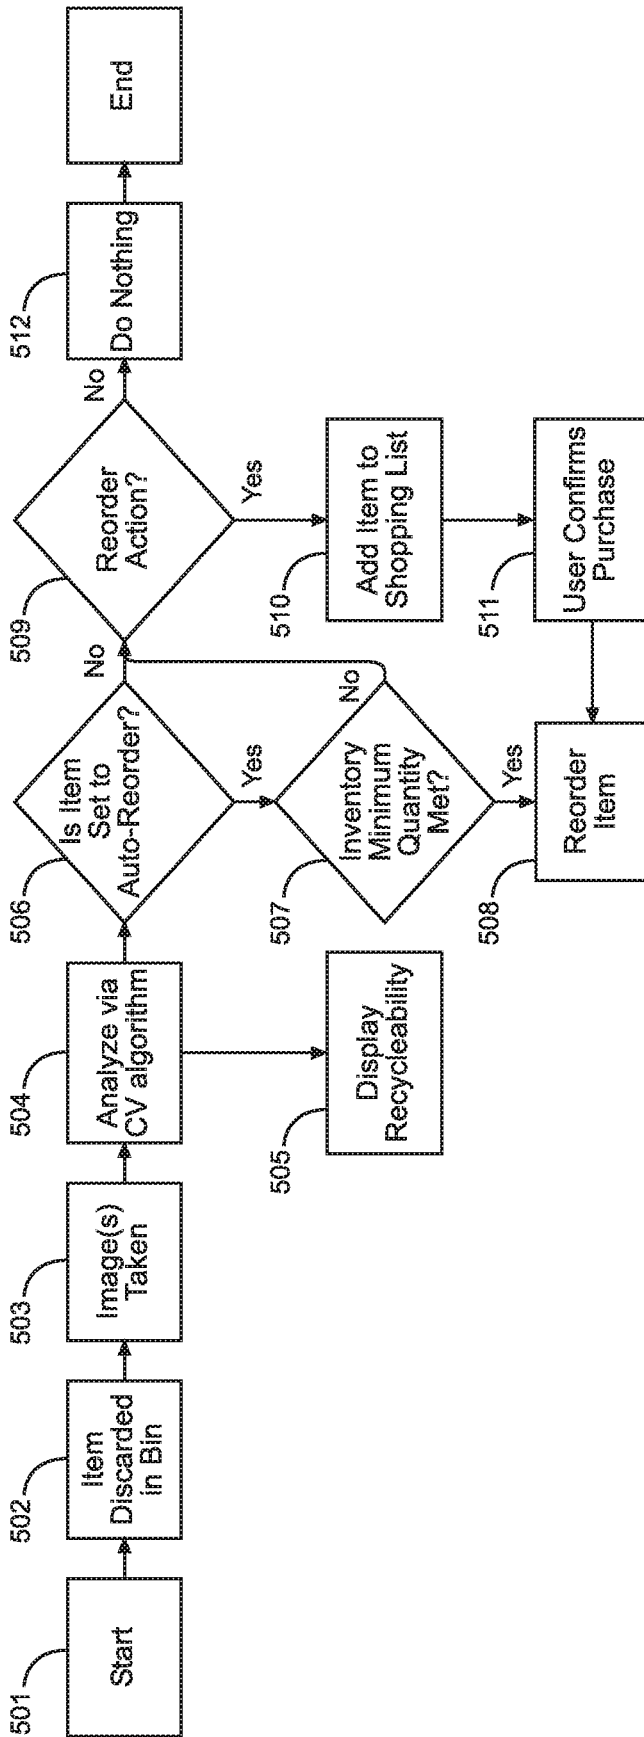 501
Start
502
Item
Discarded
in Bin
503
Image(s)
Taken
504
Analyze via
CV algorithm
505
Display
Recycleability
506
Is Item
Set to
Auto-Reorder?
No
Yes
507
Inventory
Minimum
Quantity
Met?
No
Yes
508
Reorder
Item
509
Reorder
Action?
No
Yes
510
Add Item to
Shopping List
511
User Confirms
Purchase
512
Do Nothing
End